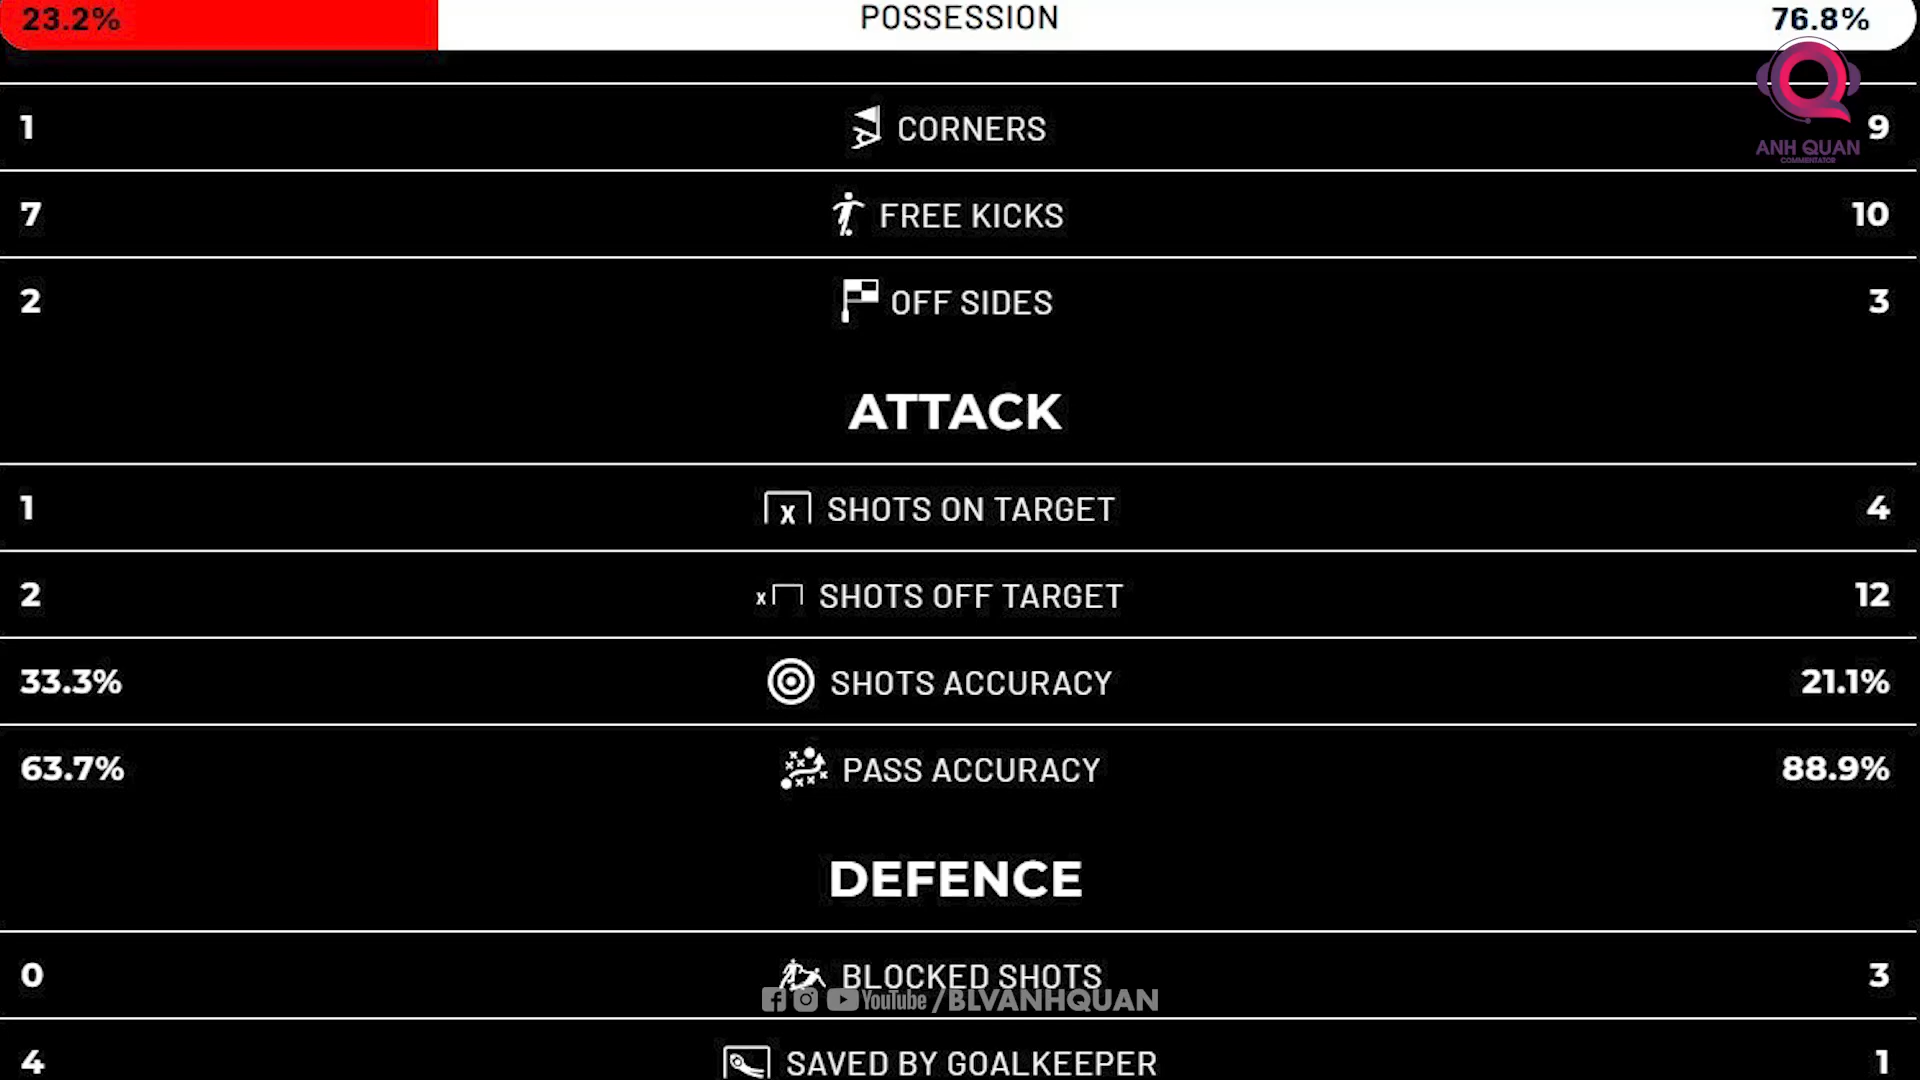 23.2% POSSESSION 76.8%
1 CORNERS 9
ANH QUAN
COMMENTATOR
7 FREE KICKS 10
2 OFF SIDES 3
ATTACK
1 x SHOTS ON TARGET 4
2 x SHOTS OFF TARGET 12
33.3% SHOTS ACCURACY 21.1%
63.7% PASS ACCURACY 88.9%
DEFENCE
0 BLOCKED SHOTS 3
YouTube /BLVANHQUAN
4 SAVED BY GOALKEEPER 1